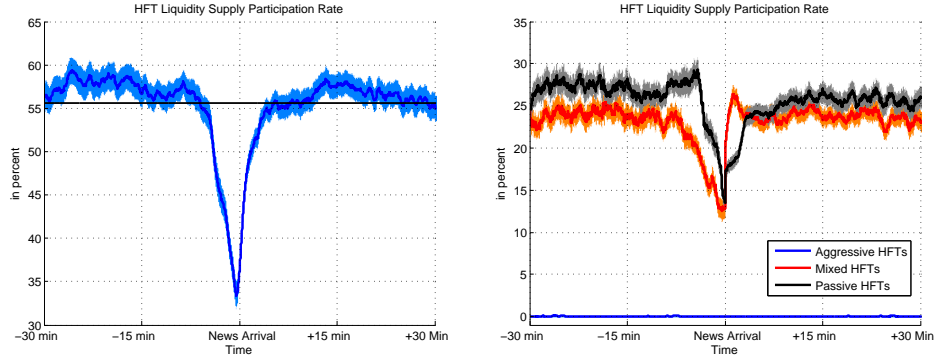 HFT Liquidity Supply Participation Rate
65
60
55
50
45
40
35
30
in percent
-30 min
-15 min
News Arrival
+15 min
+30 Min
Time
HFT Liquidity Supply Participation Rate
35
30
25
20
15
10
5
0
in percent
Aggressive HFTs
Mixed HFTs
Passive HFTs
-30 min
-15 min
News Arrival
+15 min
+30 Min
Time